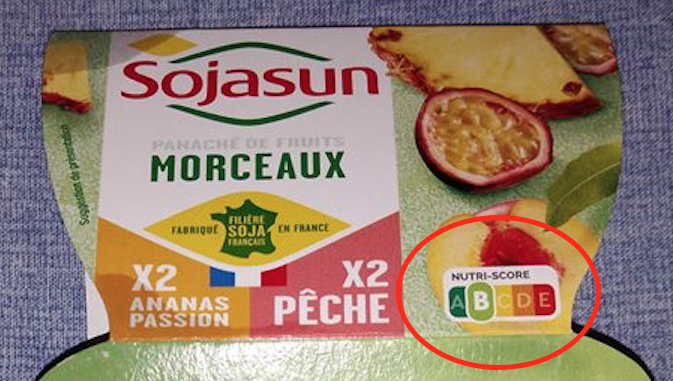 Sojasun
PANACHÉ DE FRUITS
MORCEAUX
Suggestion de présentation
FABRIQUÉ
FILIÈRE
SOJA
FRANÇAIS
EN FRANCE
X2
ANANAS
PASSION
X2
PÊCHE
NUTRI-SCORE
A B C D E